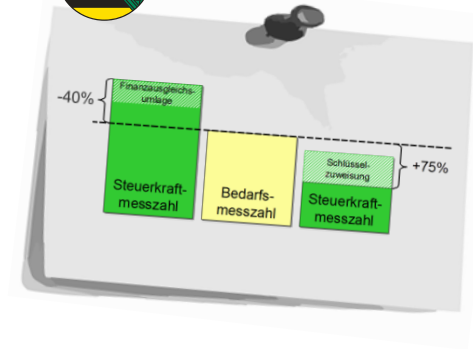 Finanzausgleichs-
umlage
-40%
Schlüssel-
zuweisung
+75%
Steuerkraft-
messzahl
Bedarfs-
messzahl
Steuerkraft-
messzahl